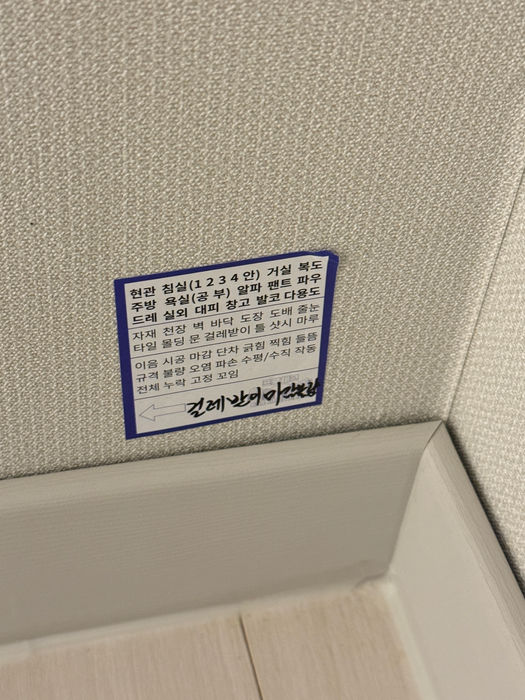 현관 침실(1 2 3 4 안) 거실 복도
주방 욕실(공 부) 알파 팬트 파우
드레 실외 대피 창고 발코 다용도
자재 천장 벽 바닥 도장 도배 줄눈
타일 몰딩 문 걸레받이 틀 샷시 마루
이음 시공 마감 단차 긁힘 찍힘 들뜸
규격 불량 오염 파손 수평/수직 작동
전체 누락 고정 꼬임
걸레받이 마감불량